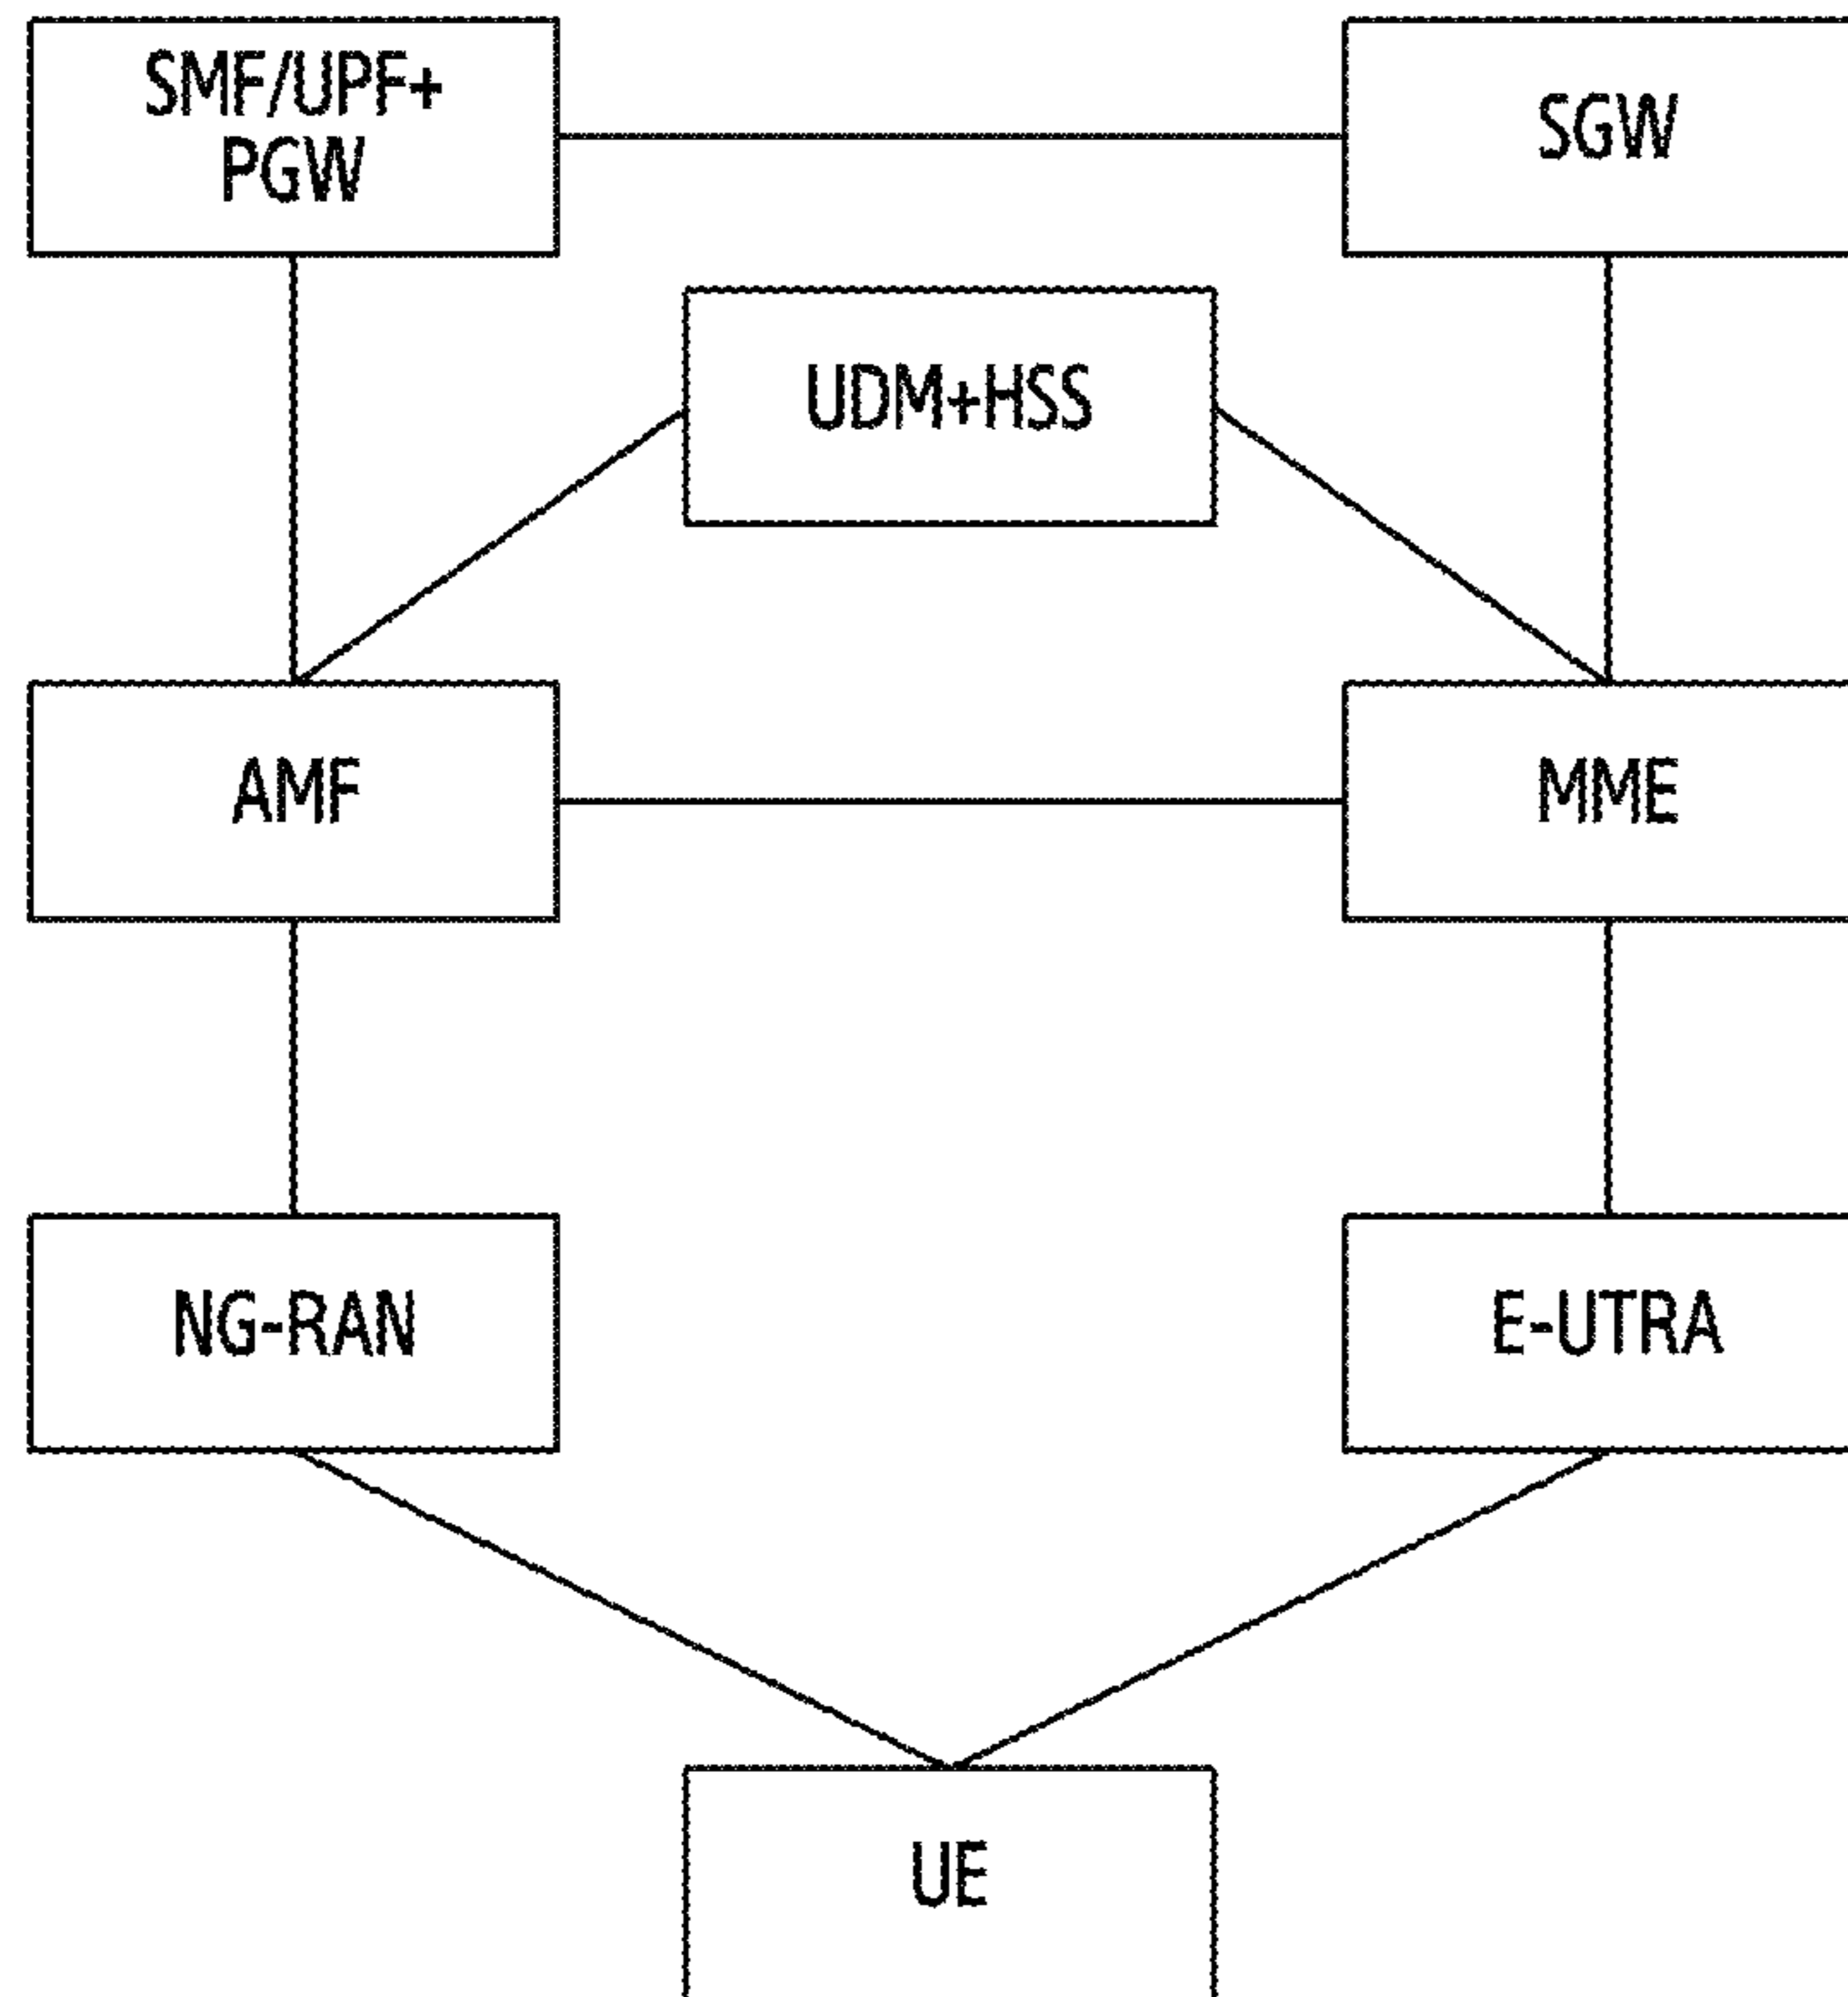 SMF/UPF+
PGW
SGW
UDM+HSS
AMF
MME
NG-RAN
E-UTRA
UE